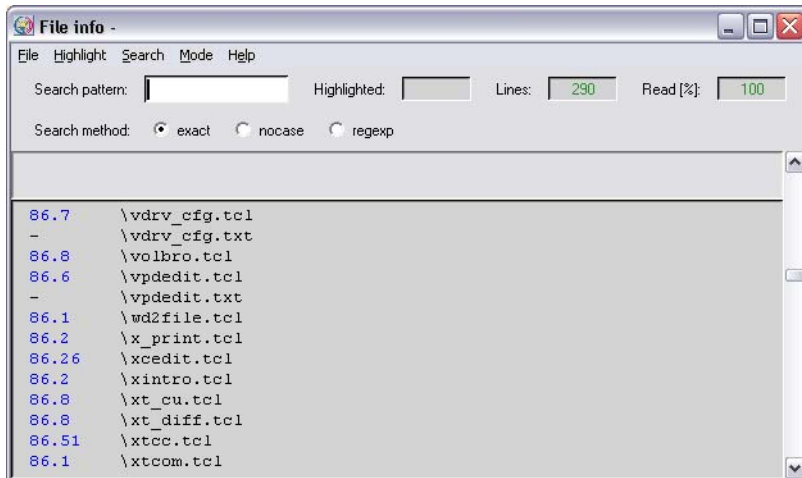 File info -
File Highlight Search Mode Help
Search pattern: Highlighted: Lines: 290 Read [%]: 100
Search method: exact nocase regexp
86.7 \vdrv_cfg.tcl
- \vdrv_cfg.txt
86.8 \volbro.tcl
86.6 \vpdedit.tcl
- \vpdedit.txt
86.1 \wd2file.tcl
86.2 \x_print.tcl
86.26 \xcedit.tcl
86.2 \xintro.tcl
86.8 \xt_cu.tcl
86.8 \xt_diff.tcl
86.51 \xtcc.tcl
86.1 \xtcom.tcl